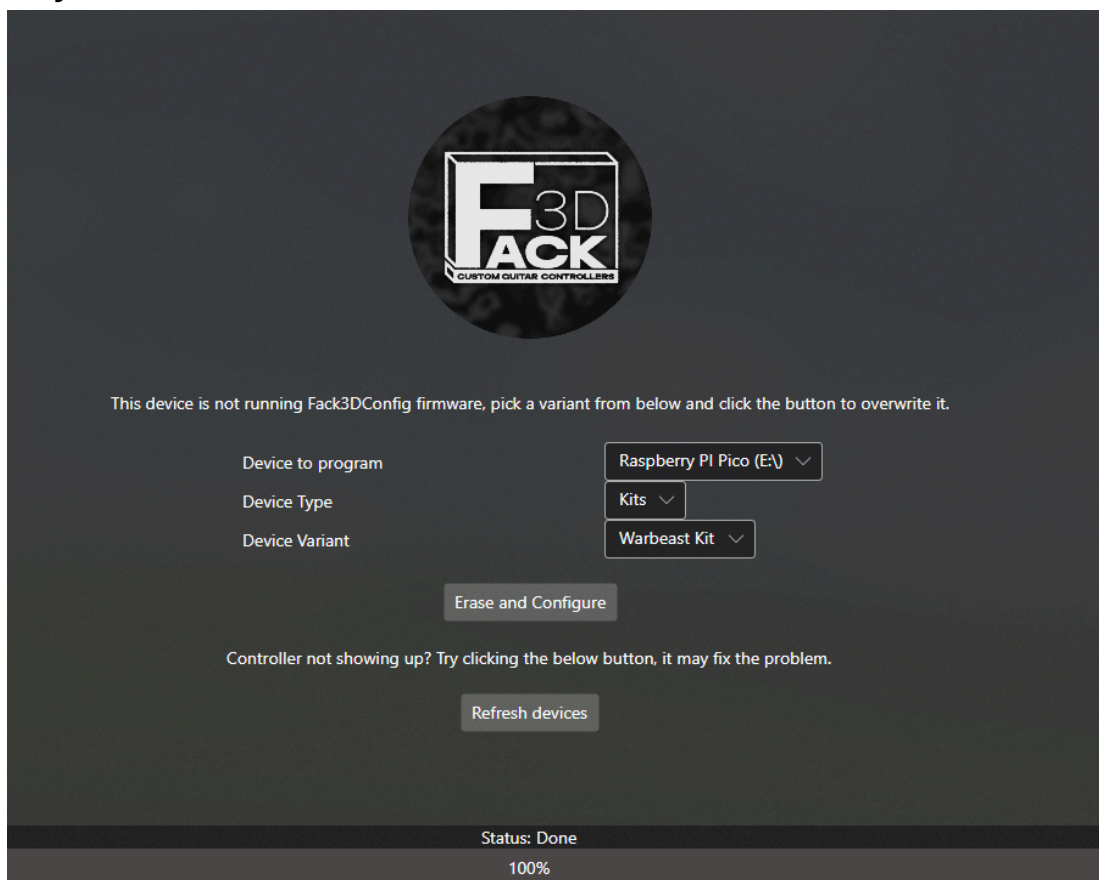 F3D
ACK
CUSTOM GUITAR CONTROLLERS
This device is not running Fack3DConfig firmware, pick a variant from below and click the button to overwrite it.
Device to program Raspberry PI Pico (E:\)
Device Type Kits
Device Variant Warbeast Kit
Erase and Configure
Controller not showing up? Try clicking the below button, it may fix the problem.
Refresh devices
Status: Done
100%